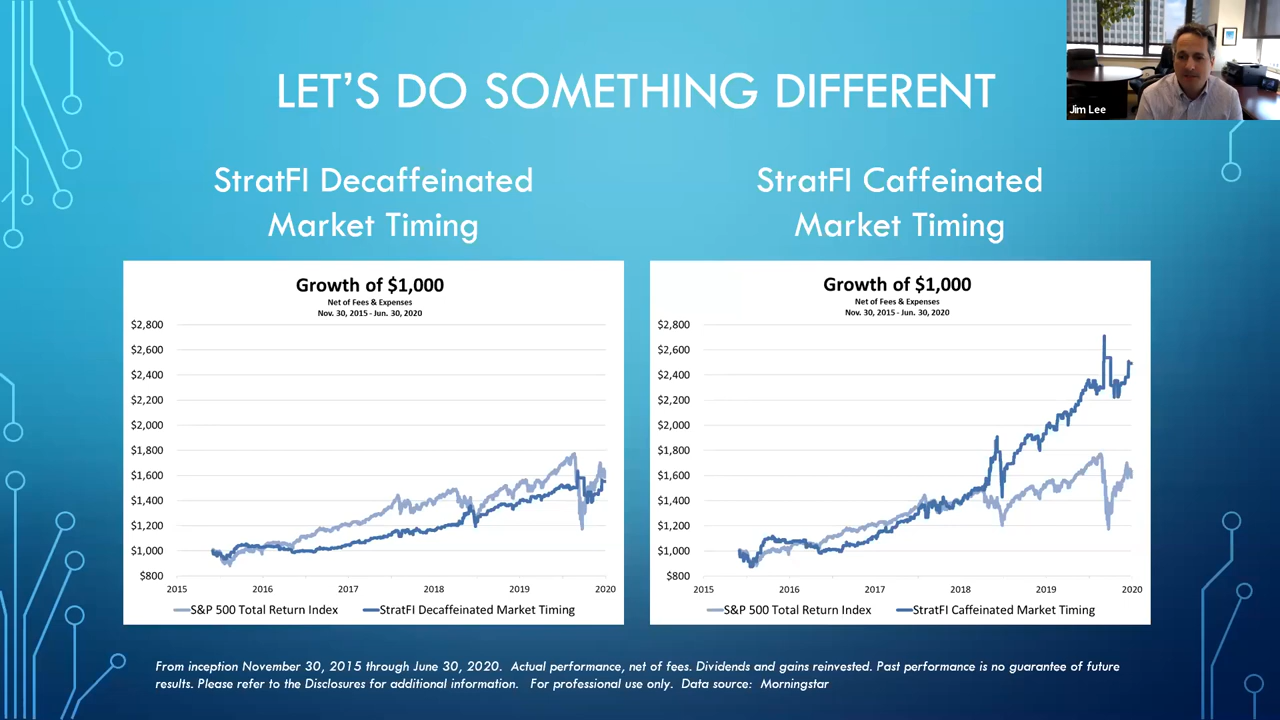 LET'S DO SOMETHING DIFFERENT
Jim Lee
StratFI Decaffeinated
Market Timing
StratFI Caffeinated
Market Timing
Growth of $1,000
Net of Fees & Expenses
Nov. 30, 2015 - Jun. 30, 2020
$2,800
$2,600
$2,400
$2,200
$2,000
$1,800
$1,600
$1,400
$1,200
$1,000
$800
2015 2016 2017 2018 2019 2020
S&P 500 Total Return Index StratFI Decaffeinated Market Timing
Growth of $1,000
Net of Fees & Expenses
Nov. 30, 2015 - Jun. 30, 2020
$2,800
$2,600
$2,400
$2,200
$2,000
$1,800
$1,600
$1,400
$1,200
$1,000
$800
2015 2016 2017 2018 2019 2020
S&P 500 Total Return Index StratFI Caffeinated Market Timing
From inception November 30, 2015 through June 30, 2020. Actual performance, net of fees. Dividends and gains reinvested. Past performance is no guarantee of future
results. Please refer to the Disclosures for additional information. For professional use only. Data source: Morningstar